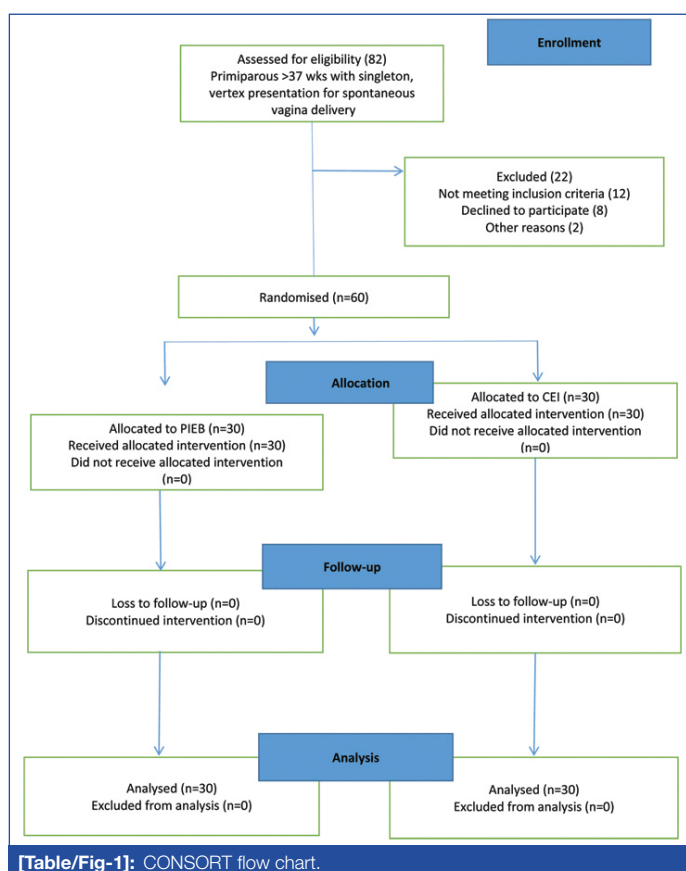 Enrollment
Assessed for eligibility (82)
Primiparous >37 wks with singleton,
vertex presentation for spontaneous
vagina delivery
Excluded (22)
Not meeting inclusion criteria (12)
Declined to participate (8)
Other reasons (2)
Randomised (n=60)
Allocation
Allocated to PIEB (n=30)
Received allocated intervention (n=30)
Did not receive allocated intervention
(n=0)
Allocated to CEI (n=30)
Received allocated intervention (n=30)
Did not receive allocated intervention
(n=0)
Follow-up
Loss to follow-up (n=0)
Discontinued intervention (n=0)
Loss to follow-up (n=0)
Discontinued intervention (n=0)
Analysis
Analysed (n=30)
Excluded from analysis (n=0)
Analysed (n=30)
Excluded from analysis (n=0)
[Table/Fig-1]: CONSORT flow chart.